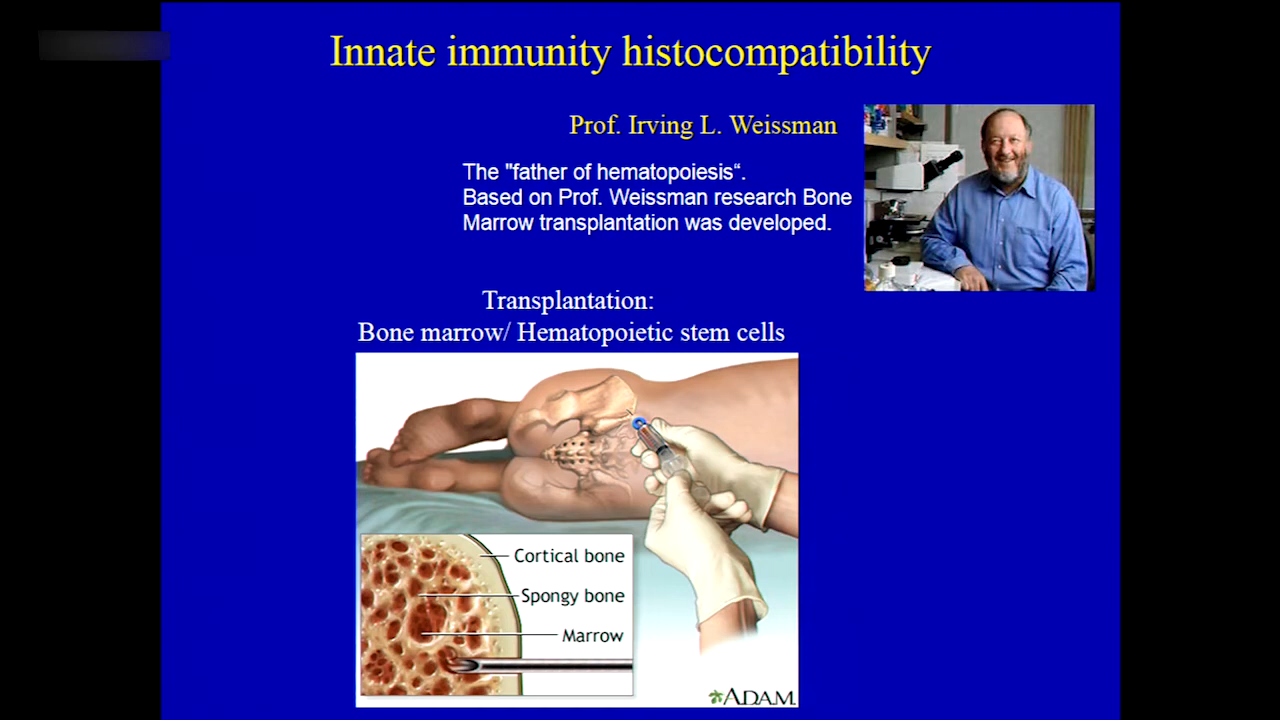 Innate immunity histocompatibility
Prof. Irving L. Weissman
The "father of hematopoiesis“.
Based on Prof. Weissman research Bone
Marrow transplantation was developed.
Transplantation:
Bone marrow/ Hematopoietic stem cells
Cortical bone
Spongy bone
Marrow
A.D.A.M.